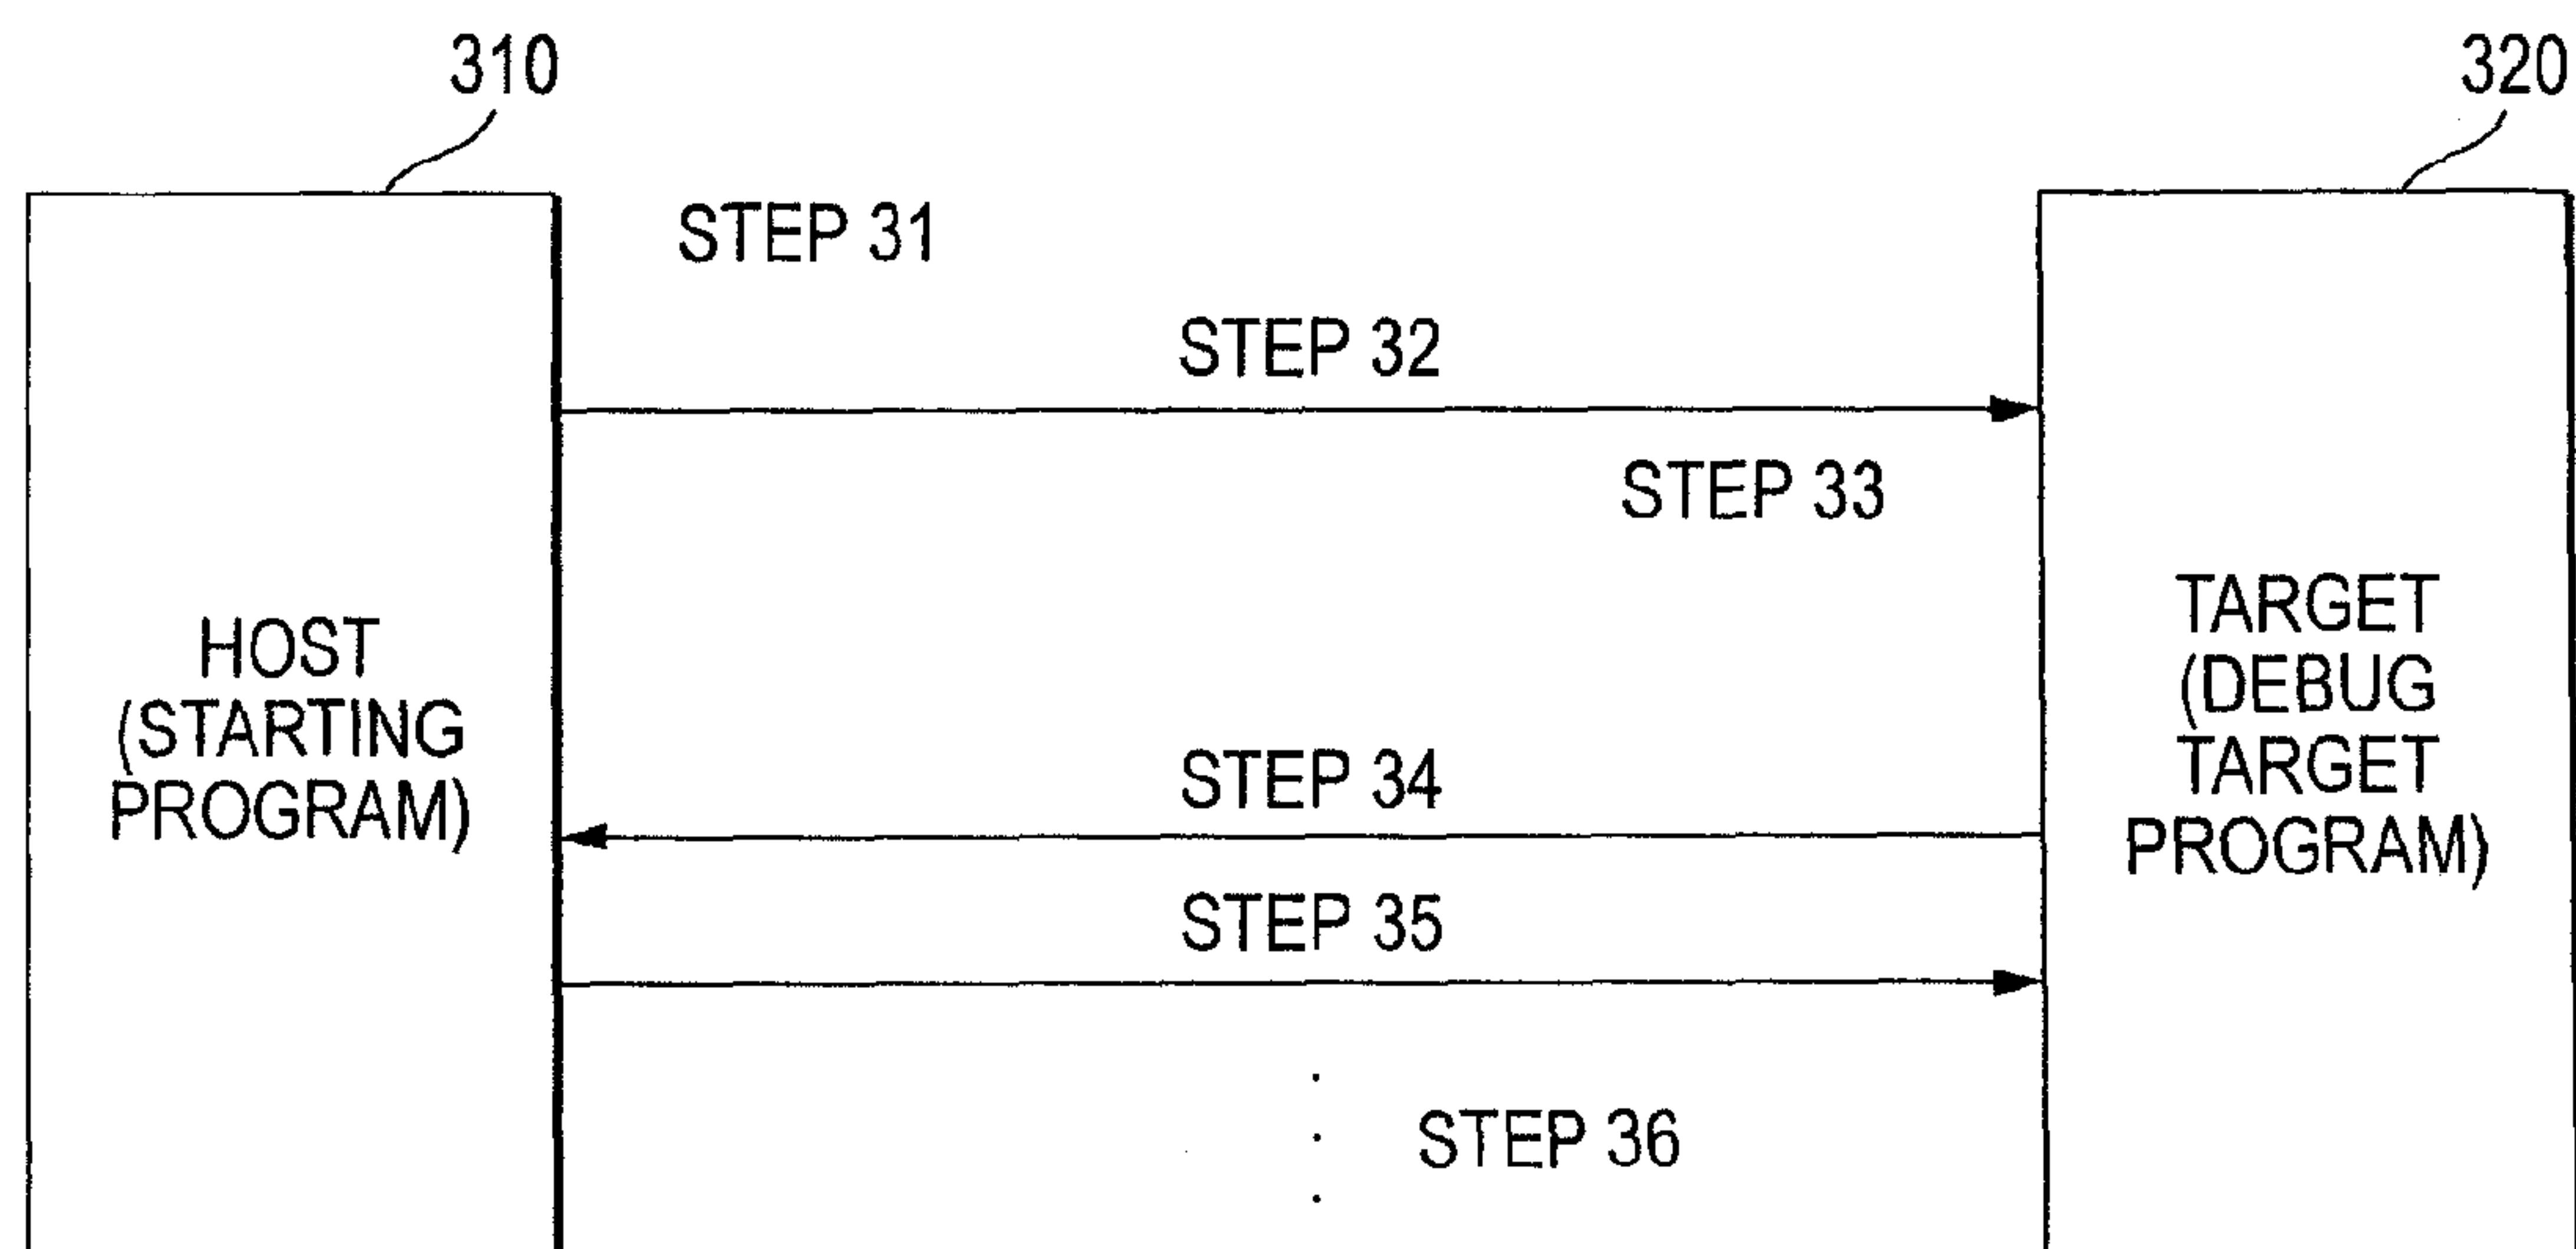 310
320
STEP 31
STEP 32
STEP 33
HOST
(STARTING
PROGRAM)
TARGET
(DEBUG
TARGET
PROGRAM)
STEP 34
STEP 35
STEP 36